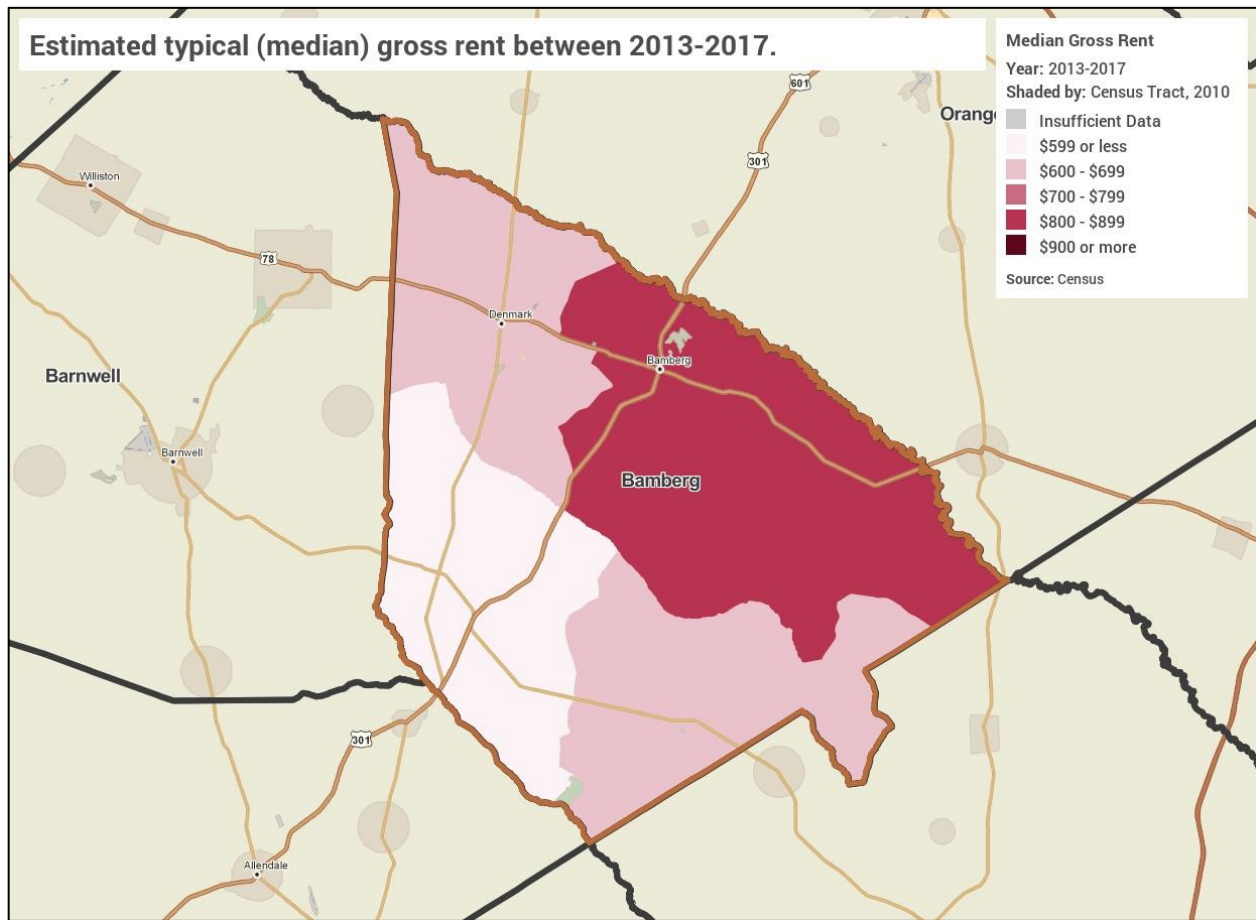 Estimated typical (median) gross rent between 2013-2017.
Median Gross Rent
Year: 2013-2017
Shaded by: Census Tract, 2010
Insufficient Data
$599 or less
$600 - $699
$700 - $799
$800 - $899
$900 or more
Source: Census
601
Orange
301
Williston
78
Denmark
Bamberg
Barnwell
Barnwell
Bamberg
301
Allendale